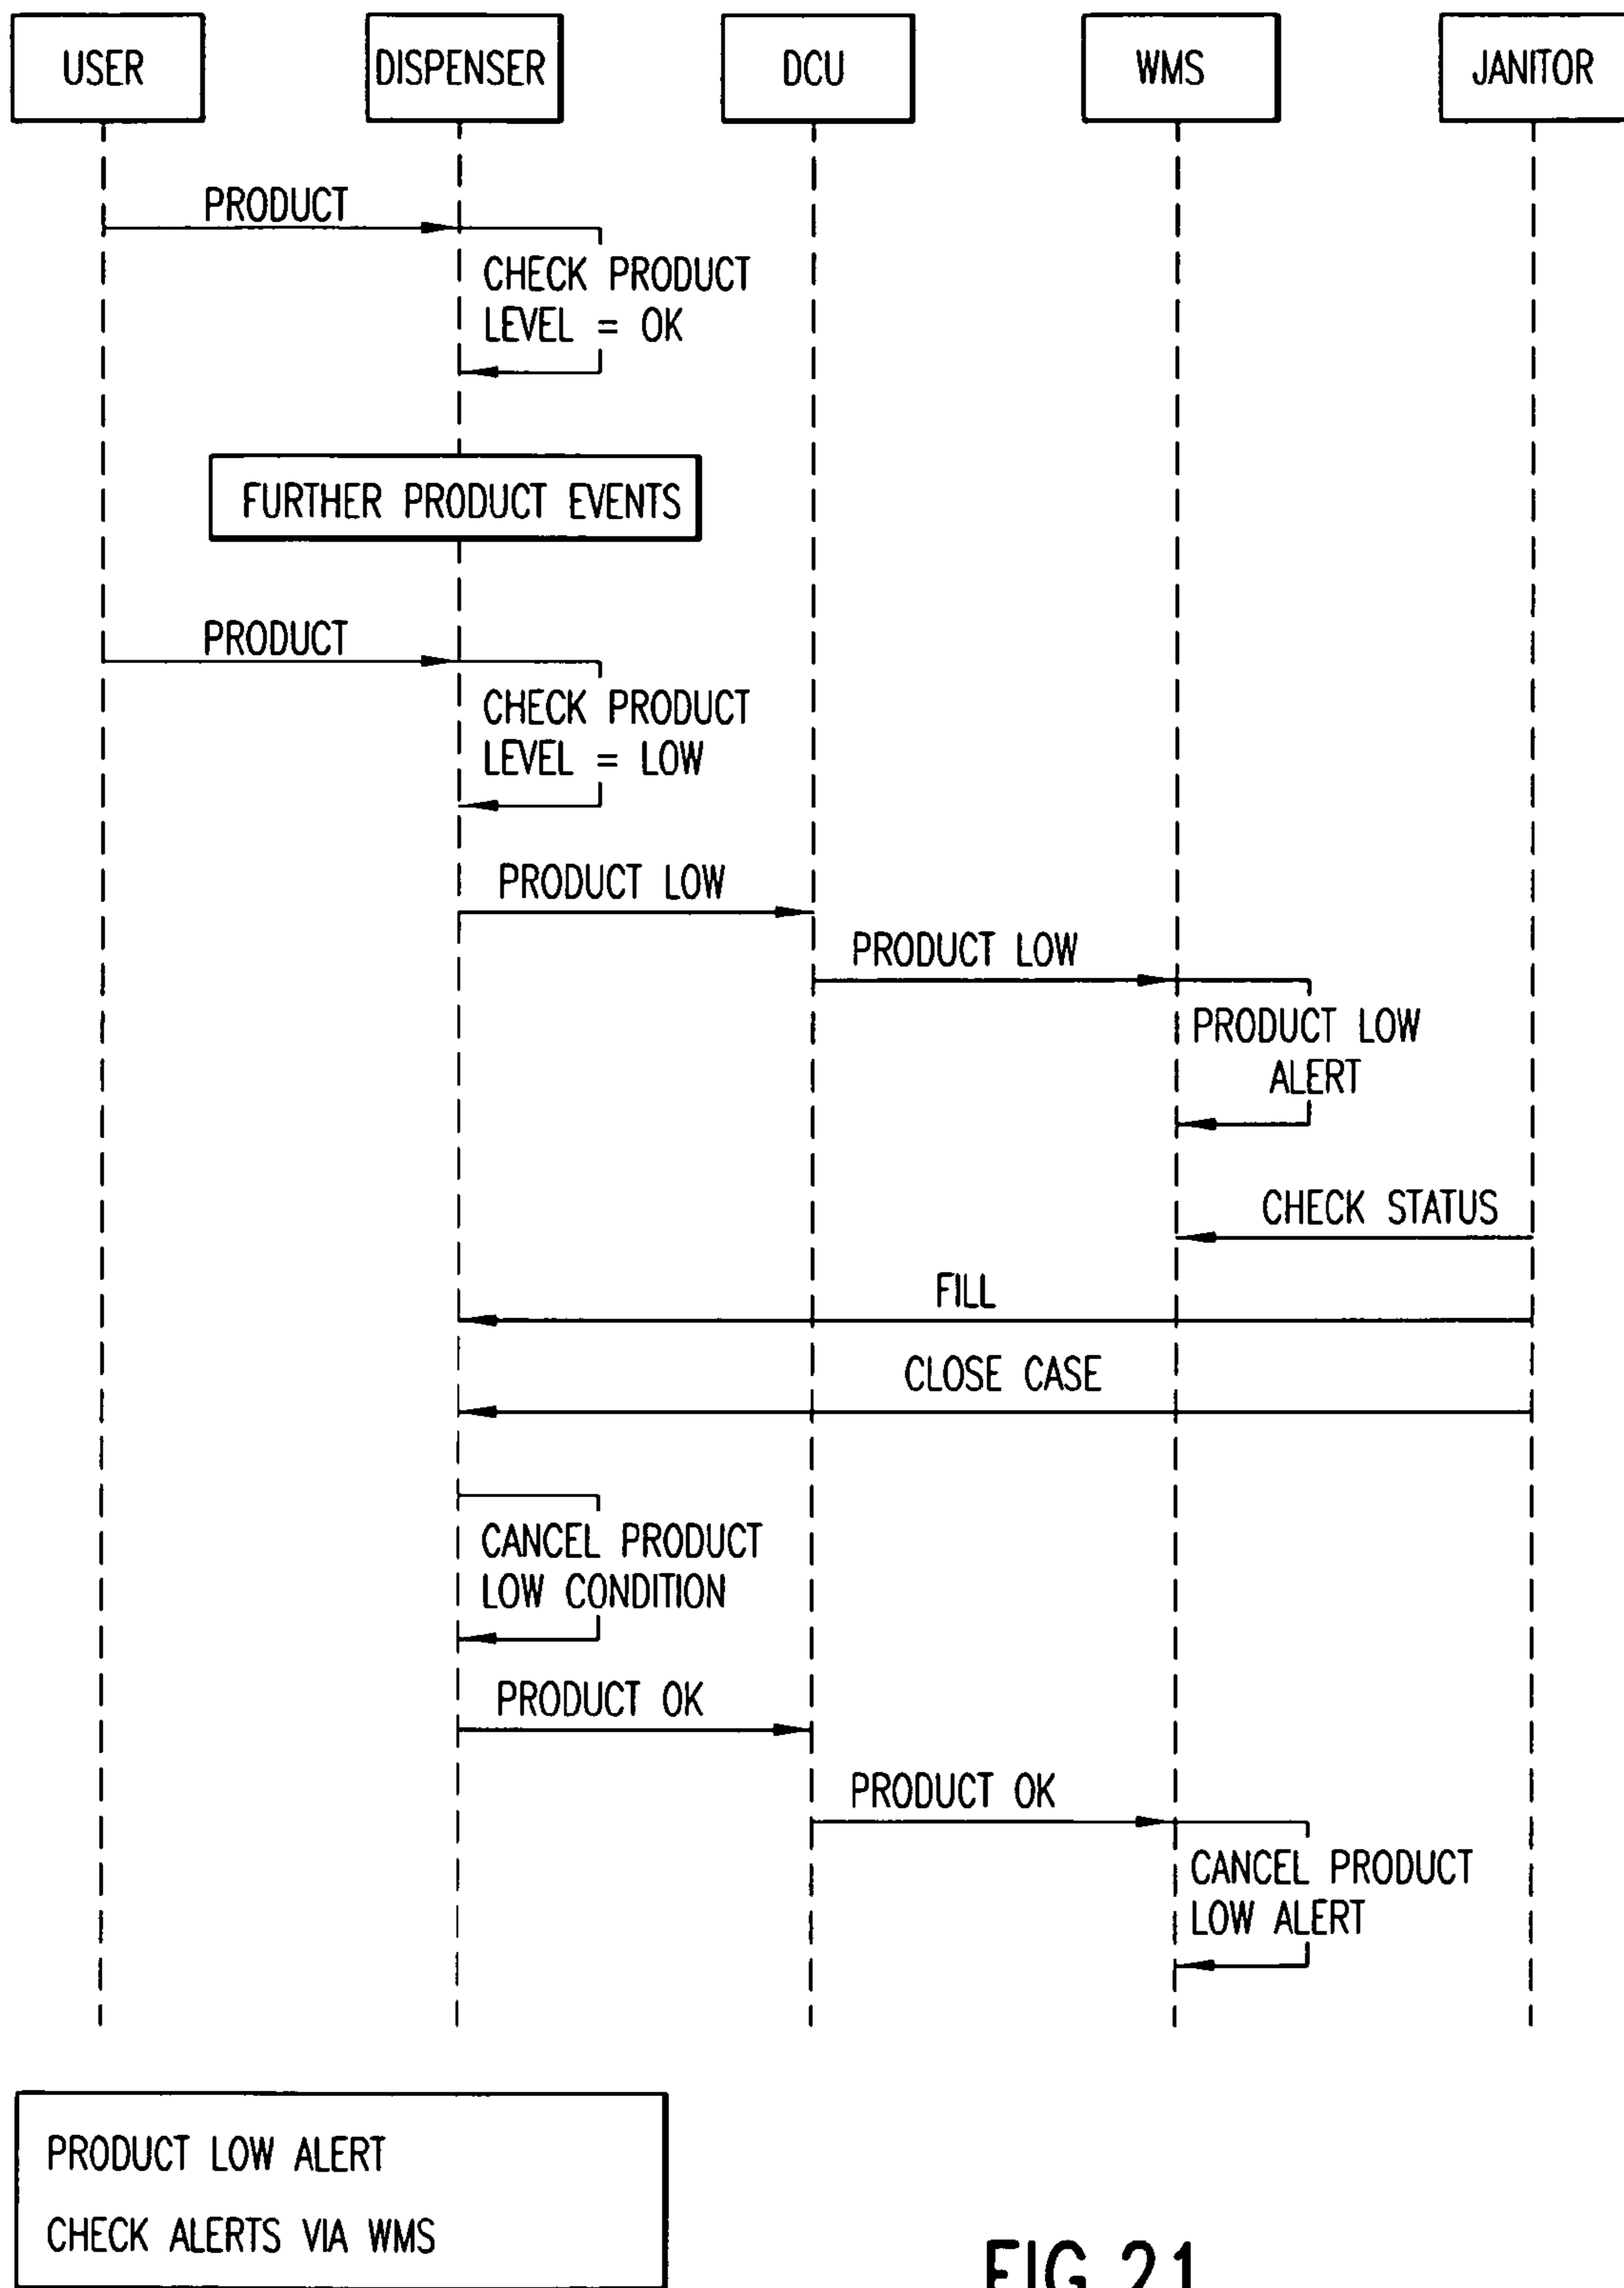 USER
DISPENSER
DCU
WMS
JANITOR
PRODUCT
CHECK PRODUCT
LEVEL = OK
FURTHER PRODUCT EVENTS
PRODUCT
CHECK PRODUCT
LEVEL = LOW
PRODUCT LOW
PRODUCT LOW
PRODUCT LOW
ALERT
CHECK STATUS
FILL
CLOSE CASE
CANCEL PRODUCT
LOW CONDITION
PRODUCT OK
PRODUCT OK
CANCEL PRODUCT
LOW ALERT
PRODUCT LOW ALERT
CHECK ALERTS VIA WMS
FIG.21